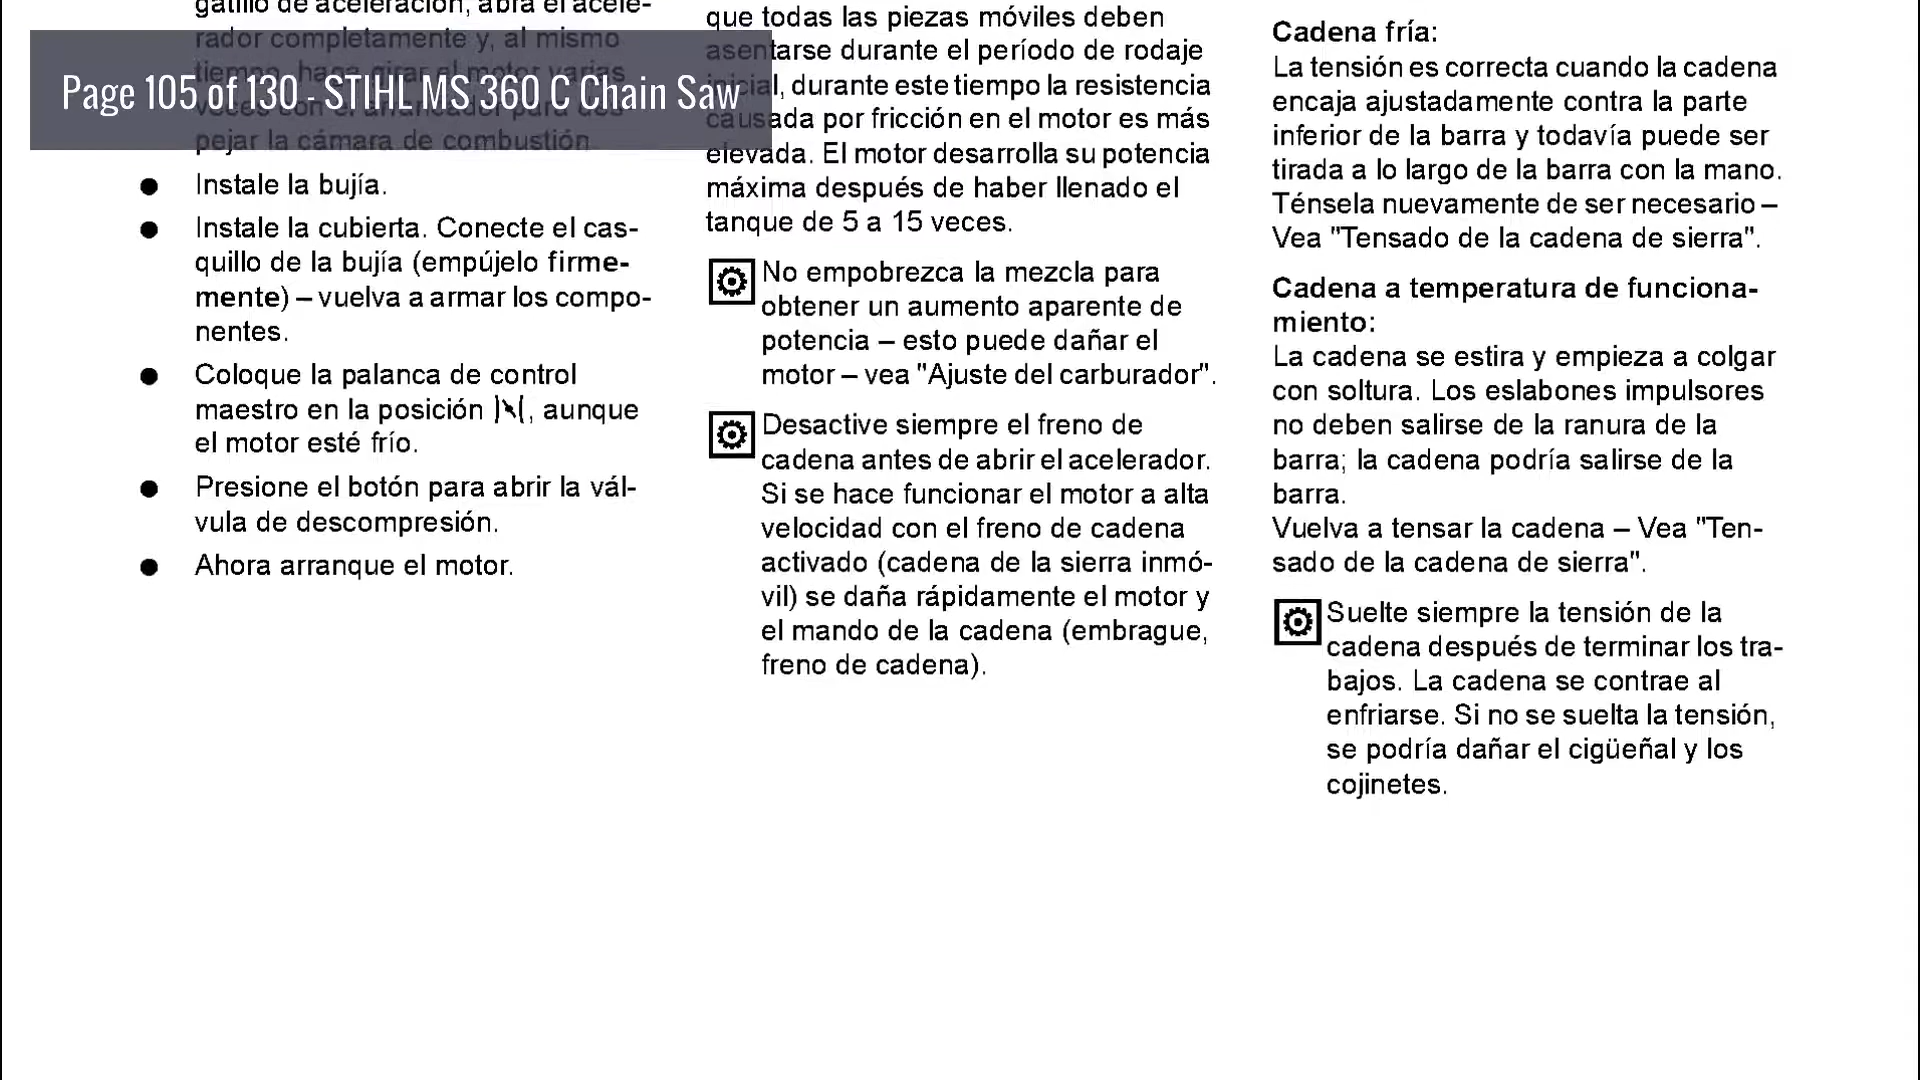 gatillo de aceleración, abra el acele-
rador completamente y, al mismo
tiempo, haga girar el motor varias
veces con el arrancador para des-
pejar la cámara de combustión
Page 105 of 130 - STIHL MS 360 C Chain Saw
● Instale la bujía.
● Instale la cubierta. Conecte el cas-
quillo de la bujía (empújelo firme-
mente) – vuelva a armar los compo-
nentes.
● Coloque la palanca de control
maestro en la posición , aunque
el motor esté frío.
● Presione el botón para abrir la vál-
vula de descompresión.
● Ahora arranque el motor.
que todas las piezas móviles deben
asentarse durante el período de rodaje
inicial, durante este tiempo la resistencia
causada por fricción en el motor es más
elevada. El motor desarrolla su potencia
máxima después de haber llenado el
tanque de 5 a 15 veces.
No empobrezca la mezcla para
obtener un aumento aparente de
potencia – esto puede dañar el
motor – vea "Ajuste del carburador".
Desactive siempre el freno de
cadena antes de abrir el acelerador.
Si se hace funcionar el motor a alta
velocidad con el freno de cadena
activado (cadena de la sierra inmó-
vil) se daña rápidamente el motor y
el mando de la cadena (embrague,
freno de cadena).
Cadena fría:
La tensión es correcta cuando la cadena
encaja ajustadamente contra la parte
inferior de la barra y todavía puede ser
tirada a lo largo de la barra con la mano.
Ténsela nuevamente de ser necesario –
Vea "Tensado de la cadena de sierra".
Cadena a temperatura de funciona-
miento:
La cadena se estira y empieza a colgar
con soltura. Los eslabones impulsores
no deben salirse de la ranura de la
barra; la cadena podría salirse de la
barra.
Vuelva a tensar la cadena – Vea "Ten-
sado de la cadena de sierra".
Suelte siempre la tensión de la
cadena después de terminar los tra-
bajos. La cadena se contrae al
enfriarse. Si no se suelta la tensión,
se podría dañar el cigüeñal y los
cojinetes.